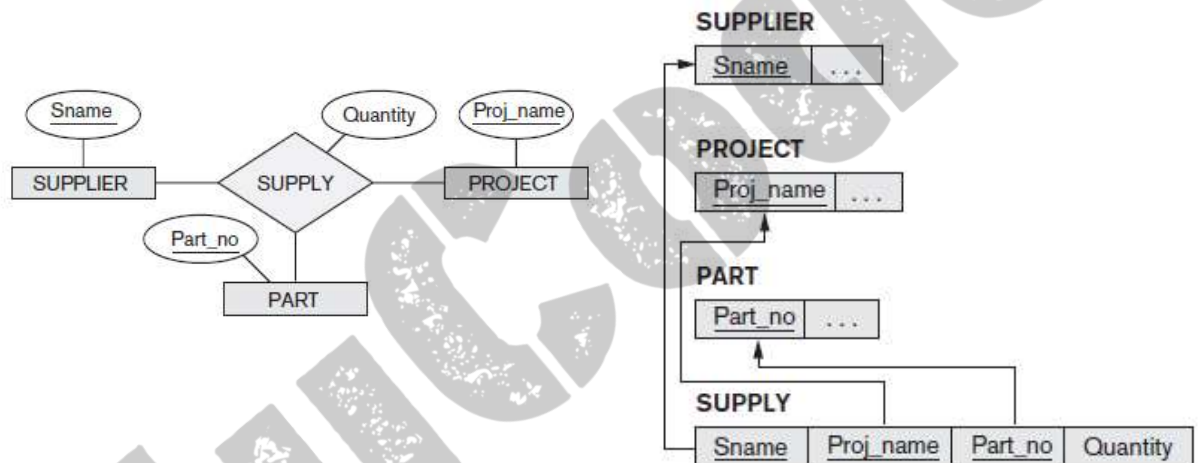 Sname
Quantity
Proj_name
SUPPLIER
SUPPLY
PROJECT
Part_no
PART
SUPPLIER
Sname ...
PROJECT
Proj_name ...
PART
Part_no ...
SUPPLY
Sname Proj_name Part_no Quantity